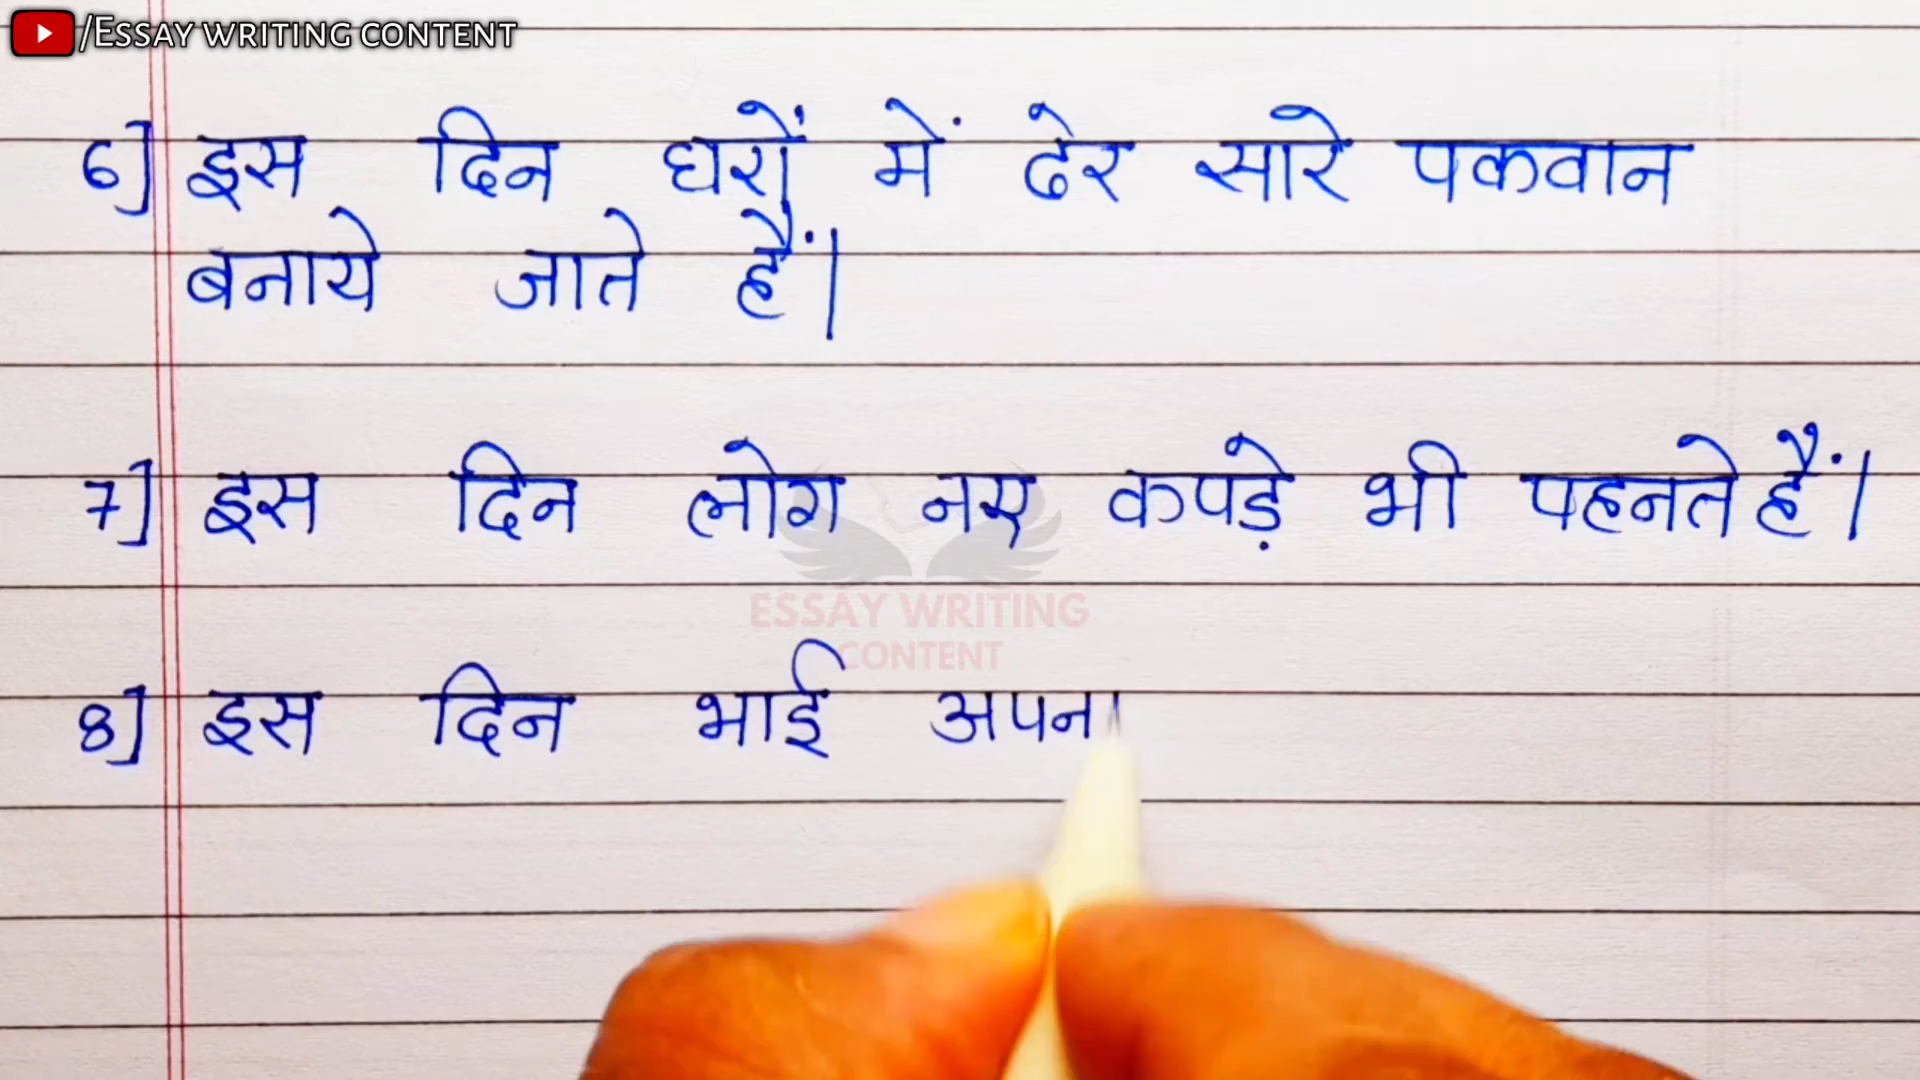 /ESSAY WRITING CONTENT
6] इस दिन घरों में ढेर सारे पकवान
बनाये जाते हैं।
7] इस दिन लोग नए कपड़े भी पहनते हैं।
ESSAY WRITING
CONTENT
8] इस दिन भाई अपना